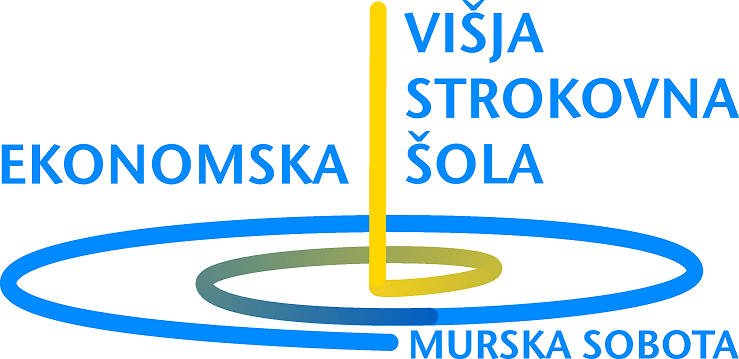 VIŠJA
STROKOVNA
EKONOMSKA ŠOLA
MURSKA SOBOTA